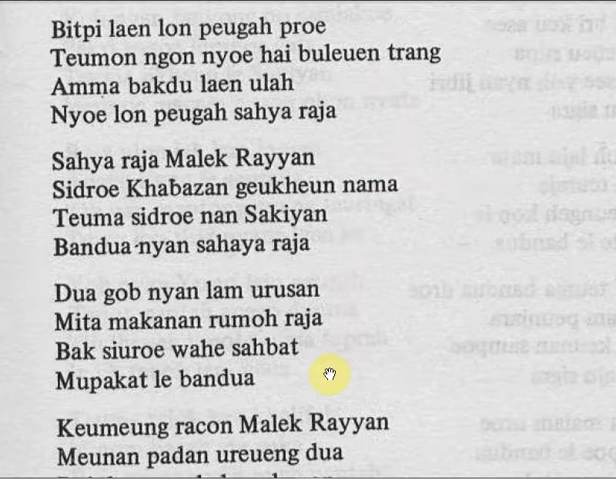 Bitpi laen lon peugah proe
Teumon ngon nyoe hai buleuen trang
Amma bakdu laen ulah
Nyoe lon peugah sahya raja
Sahya raja Malek Rayyan
Sidroe Khabazan geukheun nama
Teuma sidroe nan Sakiyan
Bandua nyan sahaya raja
Dua gob nyan lam urusan
Mita makanan rumoh raja
Bak siuroe wahe sahbat
Mupakat le bandua
Keumeung racon Malek Rayyan
Meunan padan ureueng dua